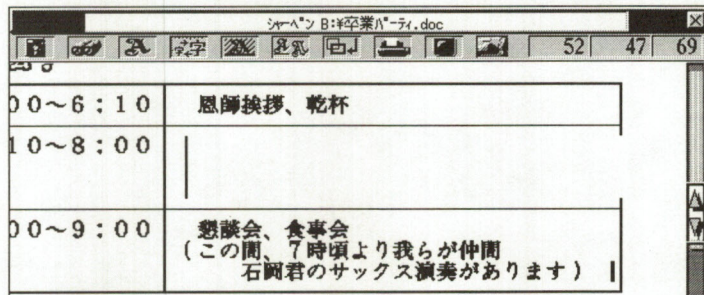 シャーペン B:¥卒業パーティ.doc
52 47 69
00～6:10 恩師挨拶、乾杯
10～8:00
00～9:00 懇談会、食事会
(この間、7時頃より我らが仲間
石岡君のサックス演奏があります)